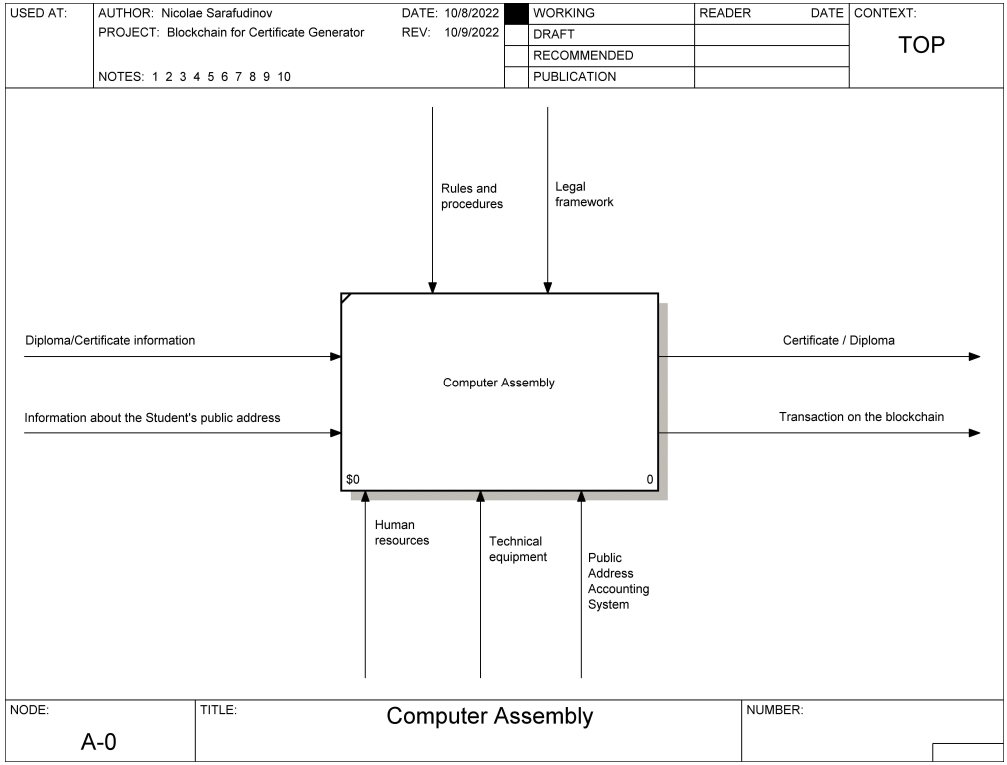 USED AT:
AUTHOR: Nicolae Sarafudinov
DATE: 10/8/2022
WORKING
READER
DATE
CONTEXT:
PROJECT: Blockchain for Certificate Generator
REV: 10/9/2022
DRAFT
TOP
RECOMMENDED
NOTES: 1 2 3 4 5 6 7 8 9 10
PUBLICATION
Rules and
procedures
Legal
framework
Diploma/Certificate information
Certificate / Diploma
Computer Assembly
Information about the Student's public address
Transaction on the blockchain
$0
0
Human
resources
Technical
equipment
Public
Address
Accounting
System
NODE:
A-0
TITLE:
Computer Assembly
NUMBER: